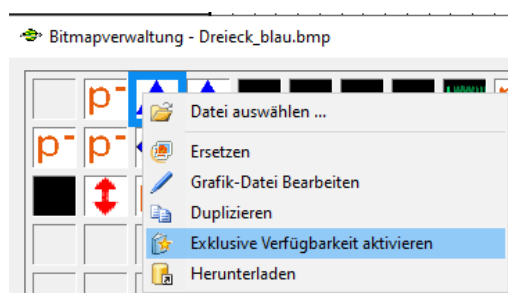 Bitmapverwaltung - Dreieck_blau.bmp
p-
Datei auswählen ...
p- p-
Ersetzen
Grafik-Datei Bearbeiten
Duplizieren
Exklusive Verfügbarkeit aktivieren
Herunterladen